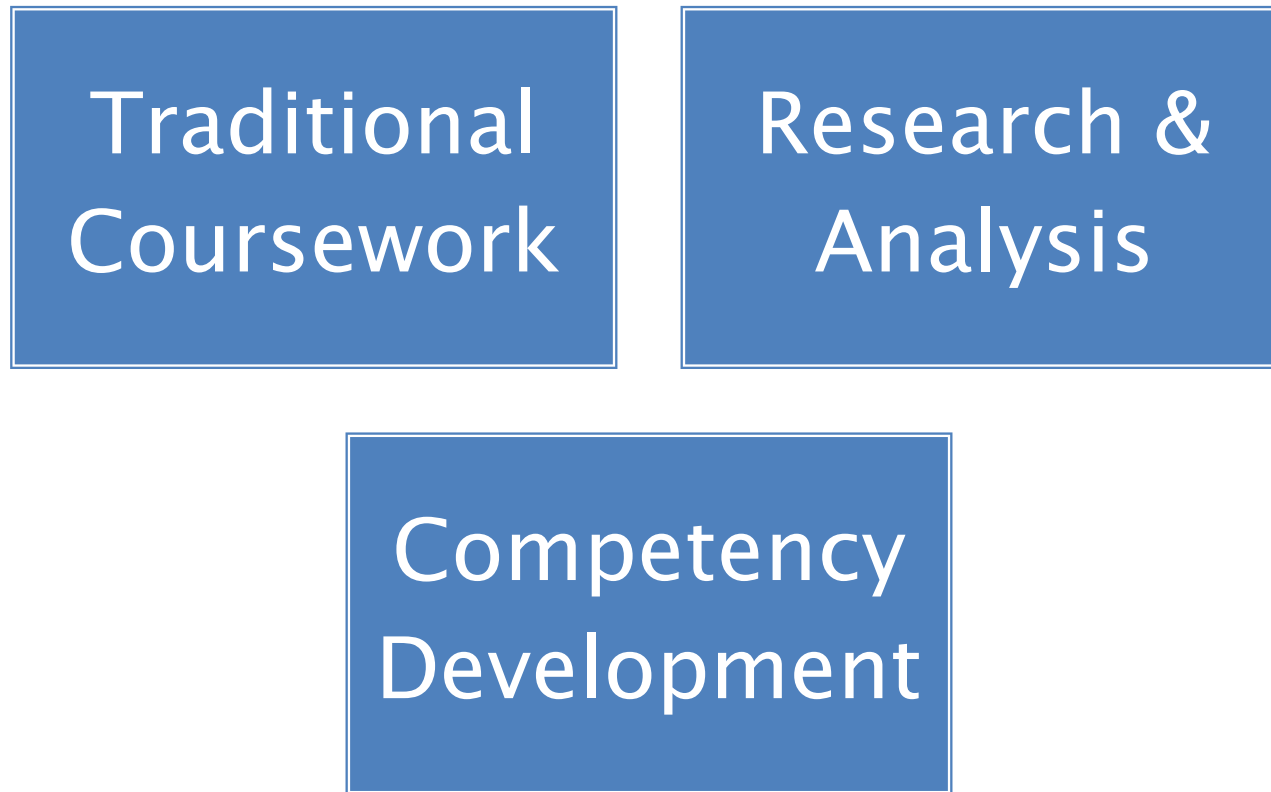 Traditional
Coursework
Research &
Analysis
Competency
Development